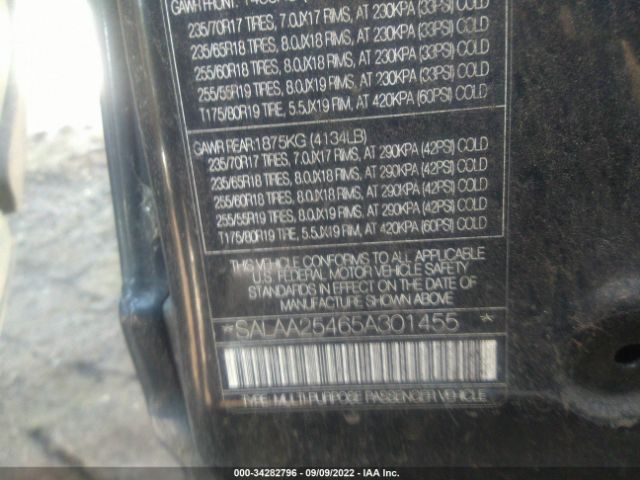 235/70R17 TIRES, 7.0JX17 RIMS, AT 230KPA (33PSI) COLD
235/65R18 TIRES, 8.0JX18 RIMS, AT 230KPA (33PSI) COLD
255/60R18 TIRES, 8.0JX18 RIMS, AT 230KPA (33PSI) COLD
255/55R19 TIRES, 8.0JX19 RIMS, AT 230KPA (33PSI) COLD
T175/80R19 TIRE, 5.5JX19 RIM, AT 420KPA (60PSI) COLD
GAWR REAR:1875KG (4134LB)
235/70R17 TIRES, 7.0JX17 RIMS, AT 290KPA (42PSI) COLD
235/65R18 TIRES, 8.0JX18 RIMS, AT 290KPA (42PSI) COLD
255/60R18 TIRES, 8.0JX18 RIMS, AT 290KPA (42PSI) COLD
255/55R19 TIRES, 8.0JX19 RIMS, AT 290KPA (42PSI) COLD
T175/80R19 TIRE, 5.5JX19 RIM, AT 420KPA (60PSI) COLD
THIS VEHICLE CONFORMS TO ALL APPLICABLE
U.S. FEDERAL MOTOR VEHICLE SAFETY
STANDARDS IN EFFECT ON THE DATE OF
MANUFACTURE SHOWN ABOVE
*SALAA25465A301455 *
TYPE: MULTI-PURPOSE PASSENGER VEHICLE
000-34282796 - 09/09/2022 - IAA Inc.